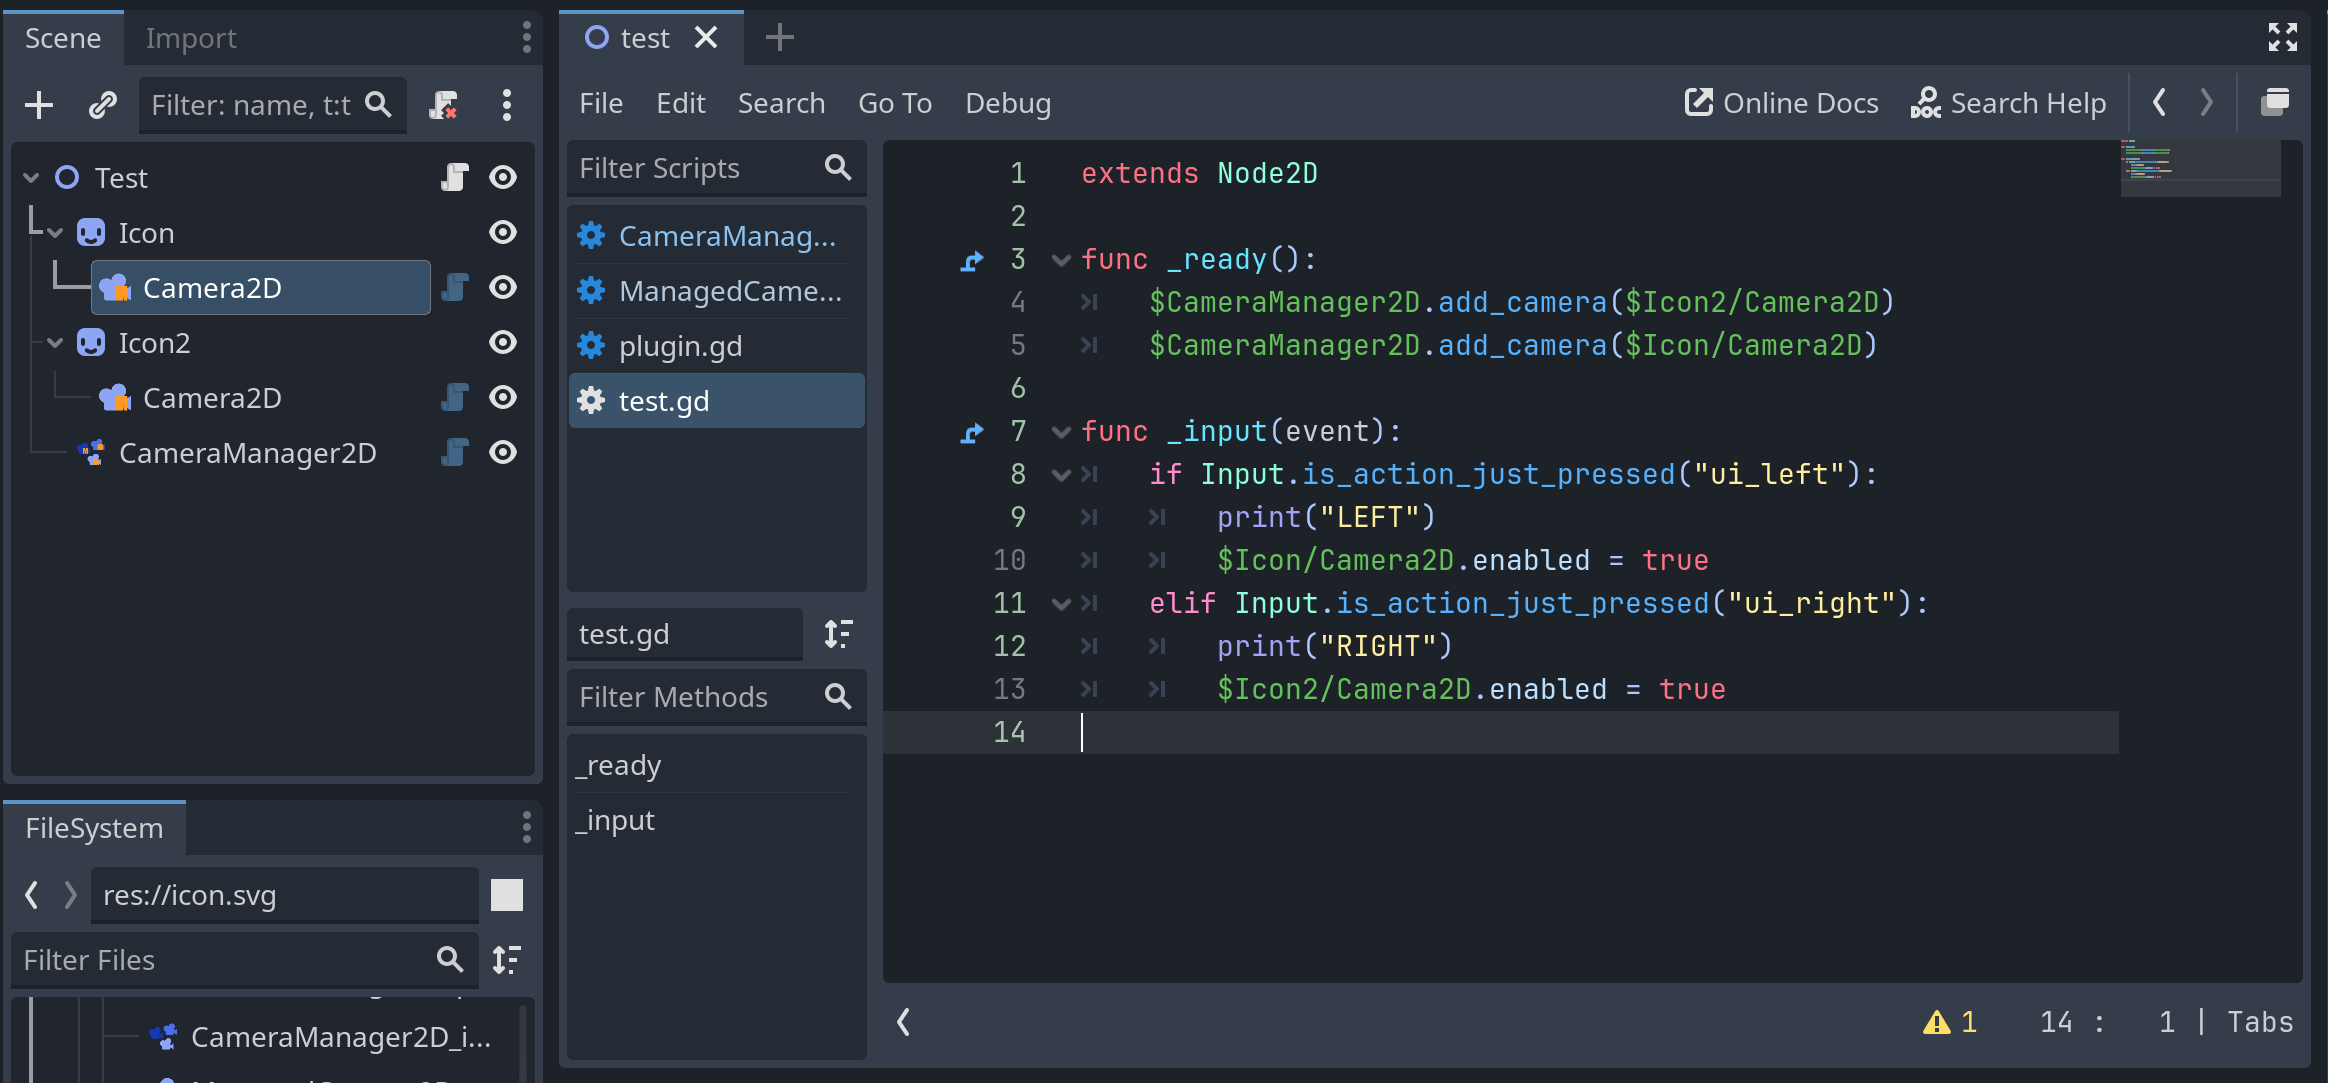 Scene
Import
Filter: name, t:t
Test
Icon
Camera2D
Icon2
Camera2D
CameraManager2D
FileSystem
res://icon.svg
Filter Files
CameraManager2D_i...
test
File Edit Search Go To Debug
Online Docs
DOC Search Help
Filter Scripts
CameraManag...
ManagedCame...
plugin.gd
test.gd
test.gd
Filter Methods
_ready
_input
1 extends Node2D
2
3 func _ready():
4 $CameraManager2D.add_camera($Icon2/Camera2D)
5 $CameraManager2D.add_camera($Icon/Camera2D)
6
7 func _input(event):
8 if Input.is_action_just_pressed("ui_left"):
9 print("LEFT")
10 $Icon/Camera2D.enabled = true
11 elif Input.is_action_just_pressed("ui_right"):
12 print("RIGHT")
13 $Icon2/Camera2D.enabled = true
14
1 14 : 1 | Tabs